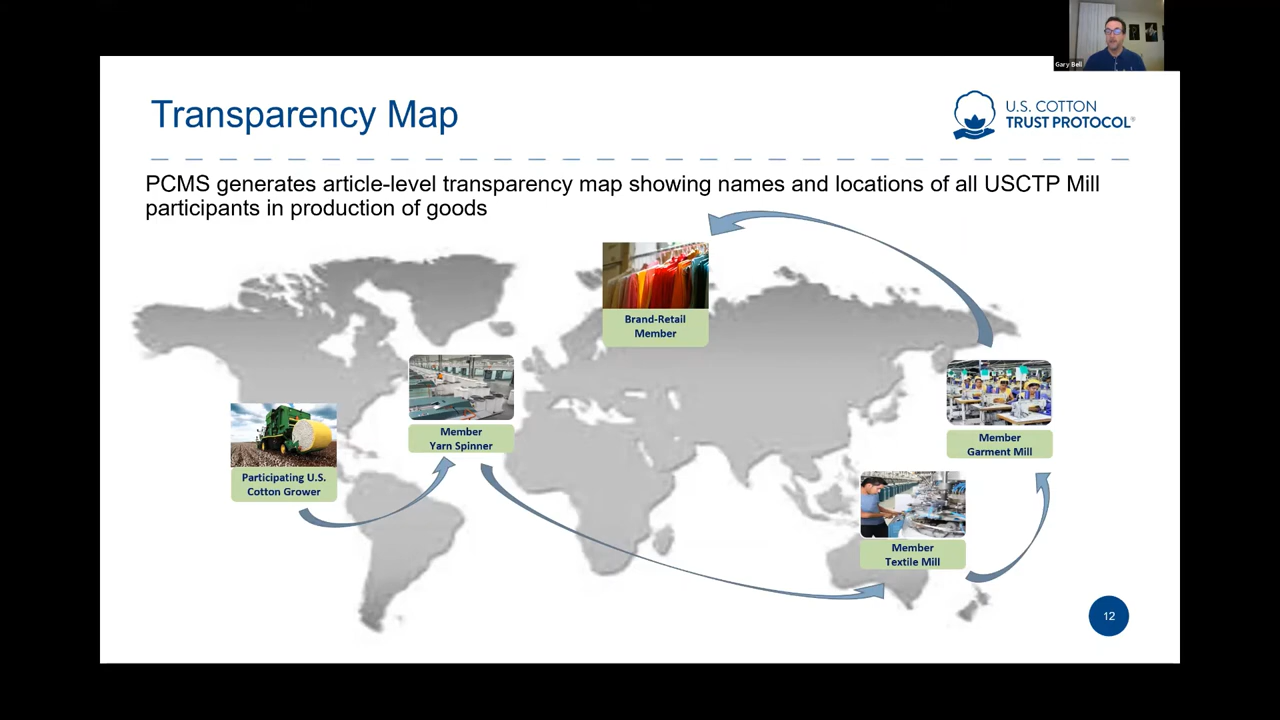 Gary Bell
Transparency Map
U.S. COTTON
TRUST PROTOCOL®
PCMS generates article-level transparency map showing names and locations of all USCTP Mill
participants in production of goods
Brand-Retail
Member
Member
Yarn Spinner
Participating U.S.
Cotton Grower
Member
Garment Mill
Member
Textile Mill
12